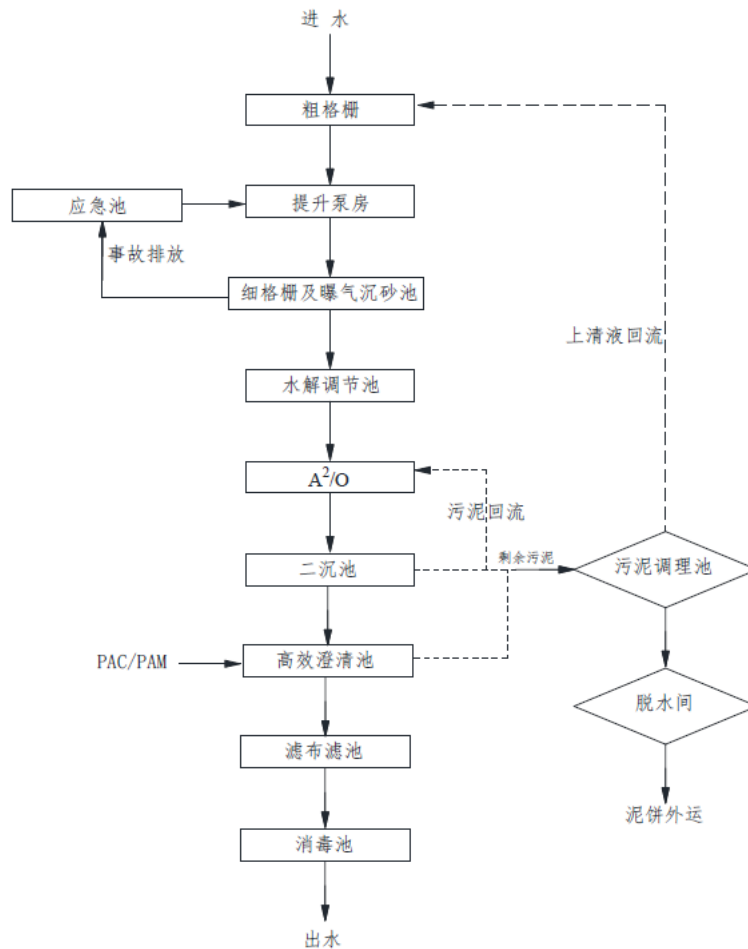 进 水
粗格栅
应急池
提升泵房
事故排放
细格栅及曝气沉砂池
上清液回流
水解调节池
A²/O
污泥回流
二沉池
剩余污泥
污泥调理池
PAC/PAM
高效澄清池
脱水间
滤布滤池
泥饼外运
消毒池
出水